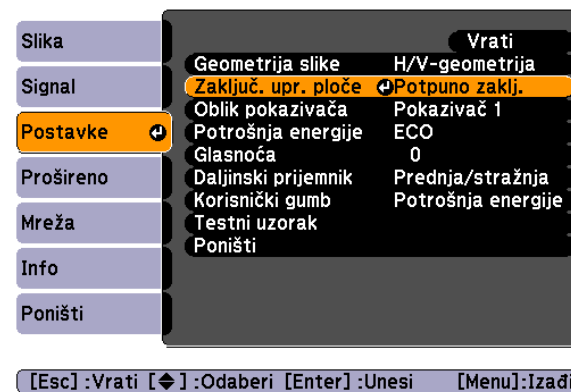 Slika
Signal
Postavke
Prošireno
Mreža
Info
Poništi
Vrati
Geometrija slike H/V-geometrija
Zaključ. upr. ploče Potpuno zaklj.
Oblik pokazivača Pokazivač 1
Potrošnja energije ECO
Glasnoća 0
Daljinski prijemnik Prednja/stražnja
Korisnički gumb Potrošnja energije
Testni uzorak
Poništi
[Esc] :Vrati [◆] :Odaberi [Enter] :Unesi [Menu]:Izađi